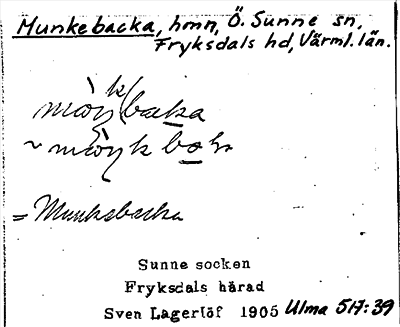 Munkebacka, hmn, Ö. Sunne sn,
Fryksdals hd, Värml. län.
= Munkebacka
Sunne socken
Fryksdals härad
Sven Lagerlöf 1905 Ulma 517:39